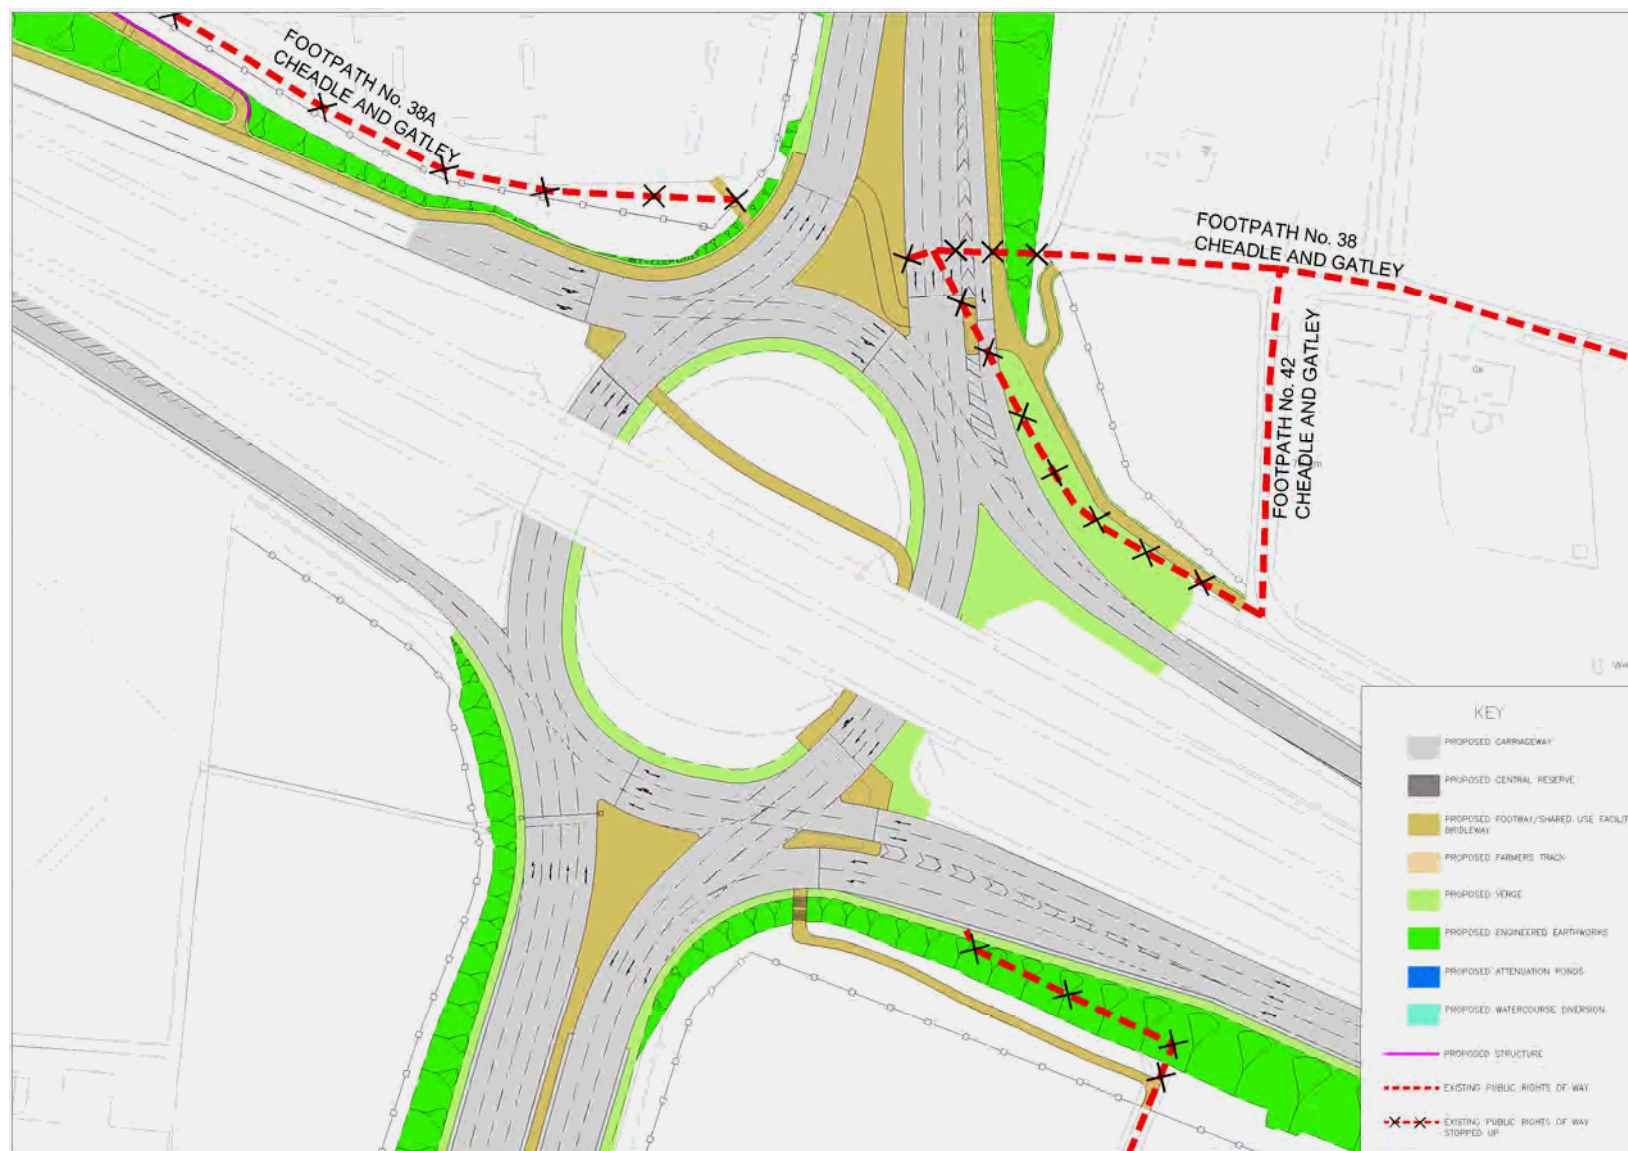 FOOTPATH No. 38A
CHEADLE AND GATLEY
FOOTPATH No. 38
CHEADLE AND GATLEY
FOOTPATH No. 42
CHEADLE AND GATLEY
KEY
PROPOSED CARRIAGEWAY
PROPOSED CENTRAL RESERVE
PROPOSED FOOTWAY/SHARED USE FACILIT
BRIDLEWAY
PROPOSED FARMERS TRACK
PROPOSED VERGE
PROPOSED ENGINEERED EARTHWORKS
PROPOSED ATTENUATION PONDS
PROPOSED WATERCOURSE DIVERSION
PROPOSED STRUCTURE
EXISTING PUBLIC RIGHTS OF WAY
EXISTING PUBLIC RIGHTS OF WAY
STOPPED UP